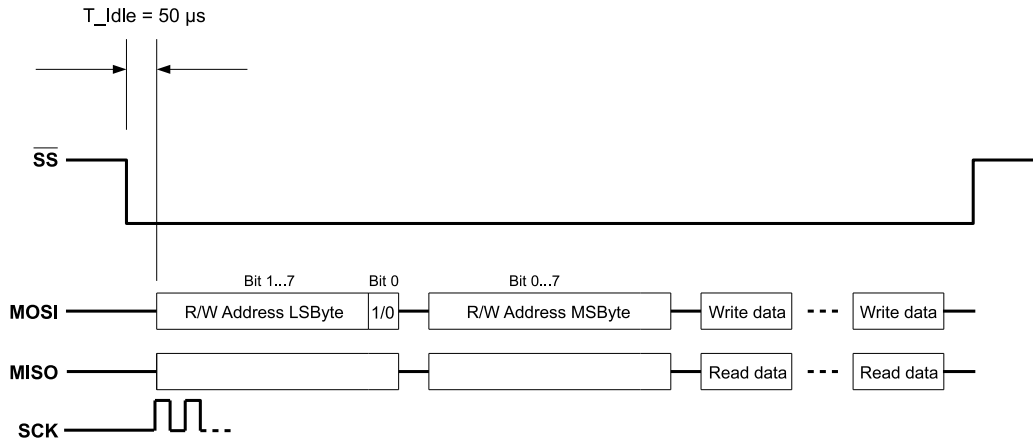 T_Idle = 50 µs
SS
Bit 1...7 Bit 0 Bit 0...7
MOSI R/W Address LSByte 1/0 R/W Address MSByte Write data Write data
MISO Read data Read data
SCK